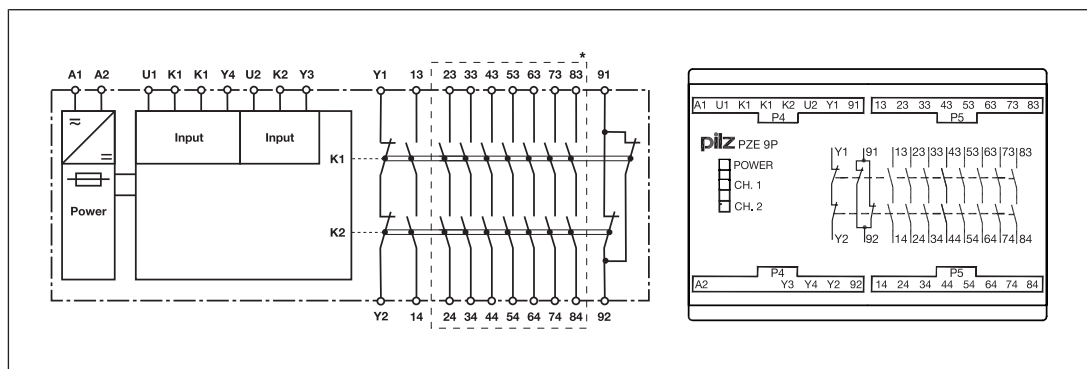 *
A1 A2 U1 K1 K1 Y4 U2 K2 Y3 Y1 13 23 33 43 53 63 73 83 91
Input Input
K1
Power
K2
Y2 14 24 34 44 54 64 74 84 92
A1 U1 K1 K1 K2 U2 Y1 91 13 23 33 43 53 63 73 83
P4 P5
pilz PZE 9P
POWER
CH. 1
CH. 2
Y1 91 13 23 33 43 53 63 73 83
Y2 92 14 24 34 44 54 64 74 84
P4 P5
A2 Y3 Y4 Y2 92 14 24 34 44 54 64 74 84